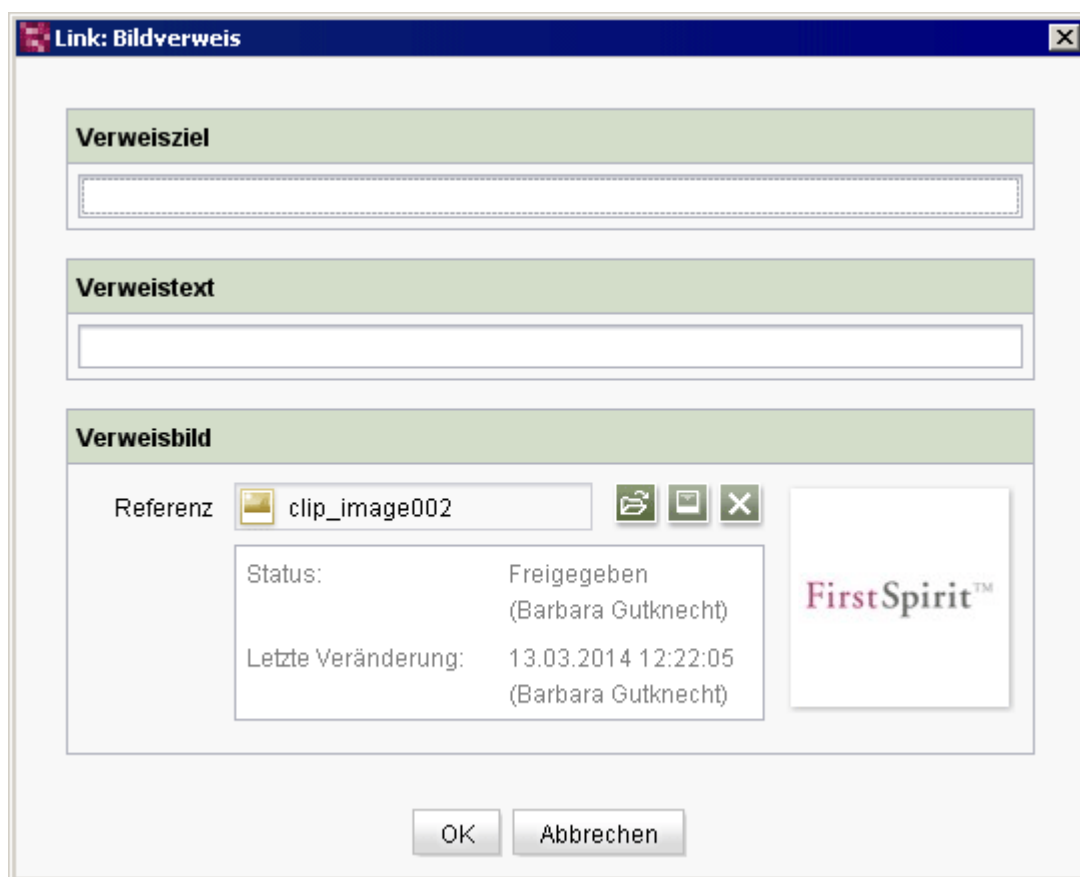 Link: Bildverweis
Verweisziel
Verweistext
Verweisbild
Referenz clip_image002
Status: Freigegeben
(Barbara Gutknecht)
Letzte Veränderung: 13.03.2014 12:22:05
(Barbara Gutknecht)
FirstSpirit™
OK Abbrechen